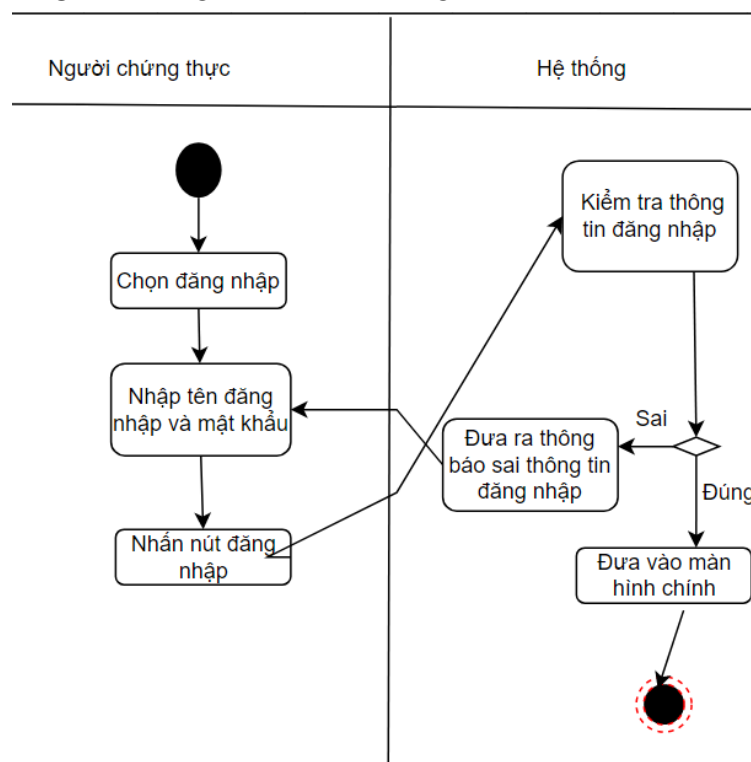 Người chứng thực
Hệ thống
Kiểm tra thông
tin đăng nhập
Chọn đăng nhập
Nhập tên đăng
nhập và mật khẩu
Sai
Đưa ra thông
báo sai thông tin
đăng nhập
Đúng
Nhấn nút đăng
nhập
Đưa vào màn
hình chính